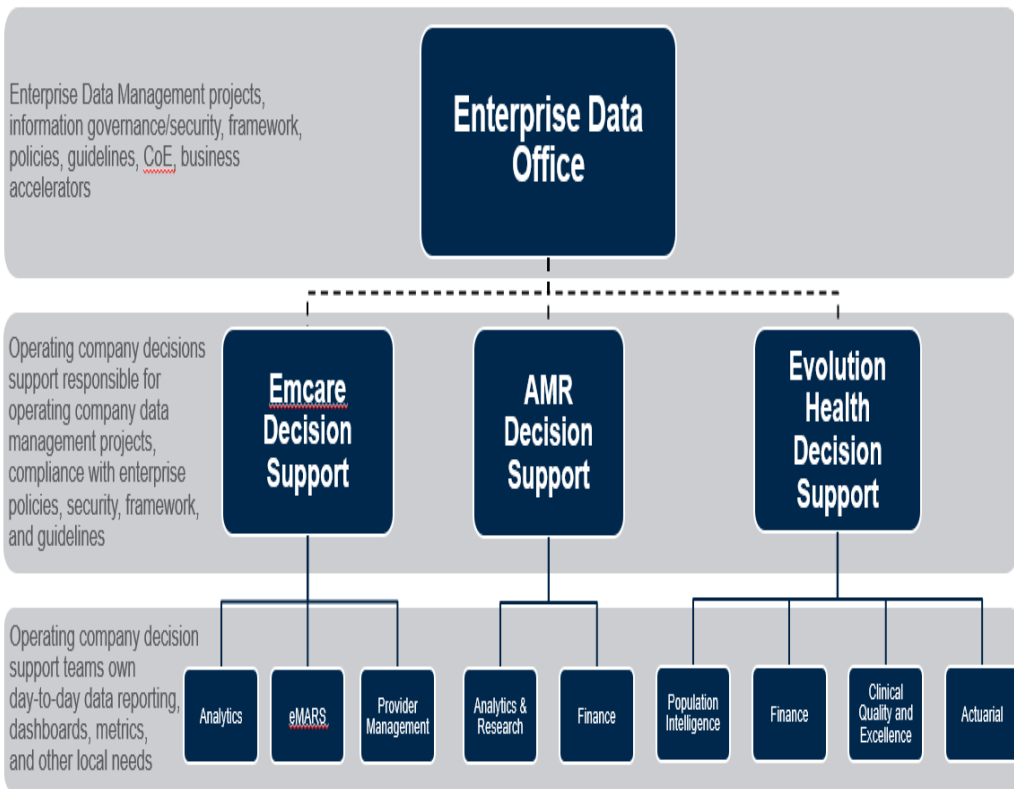 Enterprise Data Management projects,
information governance/security, framework,
policies, guidelines, CoE, business
accelerators
Enterprise Data
Office
Operating company decisions
support responsible for
operating company data
management projects,
compliance with enterprise
policies, security, framework,
and guidelines
Emcare
Decision
Support
AMR
Decision
Support
Evolution
Health
Decision
Support
Operating company decision
support teams own
day-to-day data reporting,
dashboards, metrics,
and other local needs
Analytics
eMARS
Provider
Management
Analytics &
Research
Finance
Population
Intelligence
Finance
Clinical
Quality and
Excellence
Actuarial